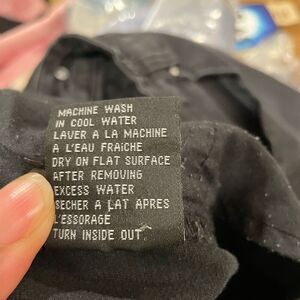 MACHINE WASH
IN COOL WATER
LAVER A LA MACHINE
A L'EAU FRAICHE
DRY ON FLAT SURFACE
AFTER REMOVING
EXCESS WATER
SECHER A LAT APRES
L'ESSORAGE
TURN INSIDE OUT